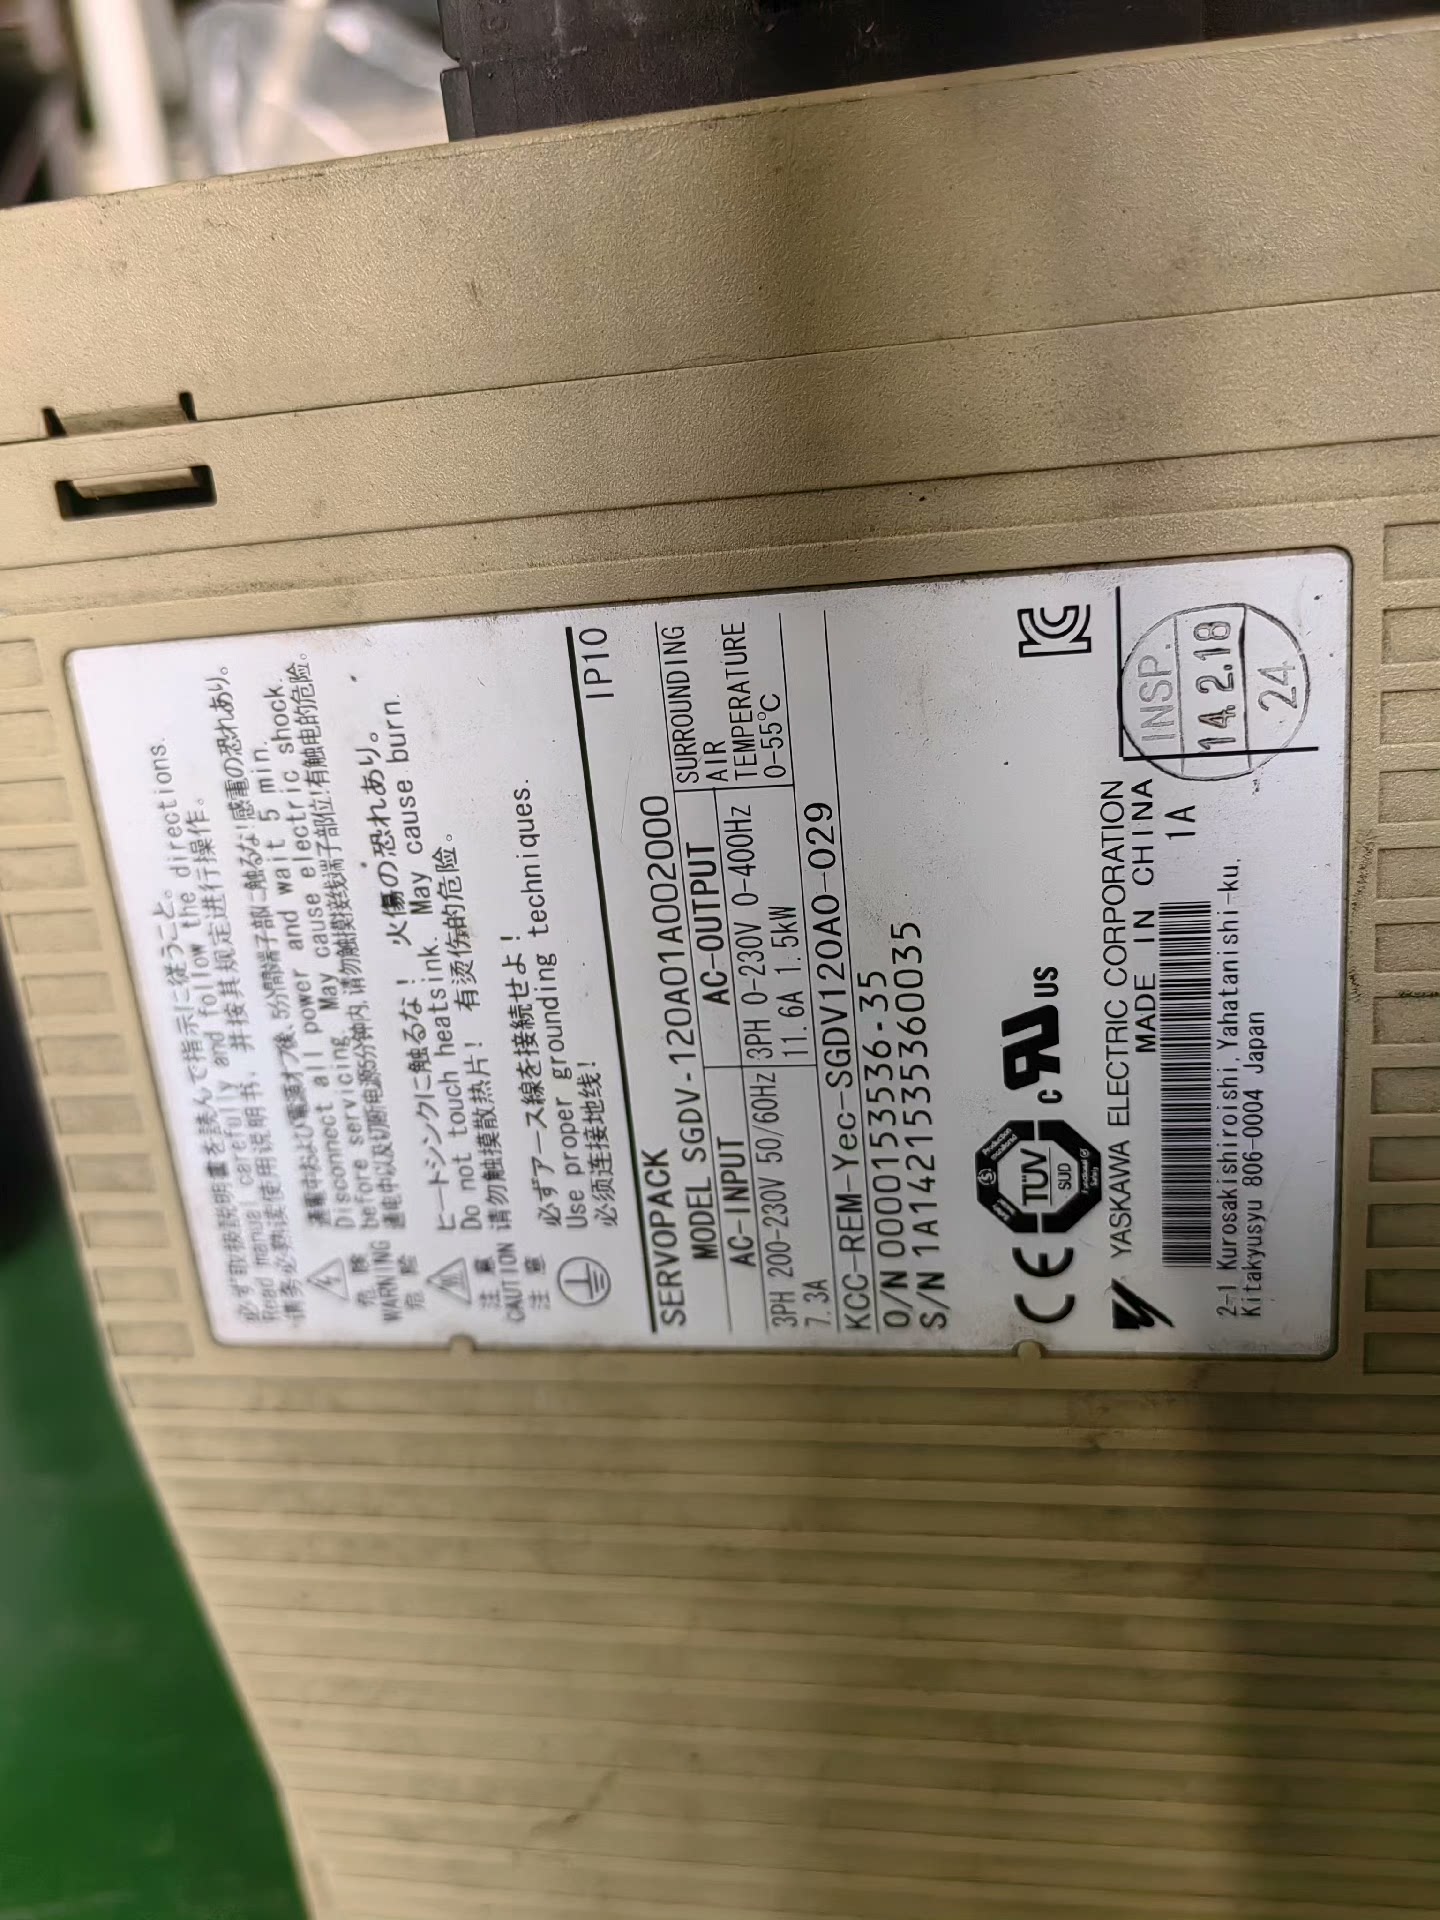 必ず取扱説明書を読んで指示に従うこと。
Read manual carefully and follow the directions.
请务必熟读使用说明书，并按其规定进行操作。
危険
WARNING
危 险
通電中および電源オフ後、5分間端子部に触るな!感電の恐れあり。
Disconnect all power and wait 5 min.
before servicing. May cause electric shock.
通电中以及切断电源5分钟内,请勿触摸接线端子部位!有触电的危险。
注 意
CAUTION
注 意
ヒートシンクに触るな! 火傷の恐れあり。
Do not touch heatsink. May cause burn.
请勿触摸散热片! 有烫伤的危险。
必ずアース線を接続せよ!
Use proper grounding techniques.
必须连接地线!
IP10
SERVOPACK
MODEL SGDV-120A01A002000
AC-INPUT AC-OUTPUT SURROUNDING
AIR
TEMPERATURE
0-55℃
3PH 200-230V 50/60Hz 3PH 0-230V 0-400Hz
7.3A 11.6A 1.5kW
KCC-REM-Yec-SGDV120A0-029
O/N 000153536-35
S/N 1A1421535360035
CE TÜV SUD c RU US KC
YASKAWA ELECTRIC CORPORATION
MADE IN CHINA
1A
INSP.
14.2.18
24
2-1 Kurosakishiroishi, Yahatanishi-ku,
Kitakyusyu 806-0004 Japan